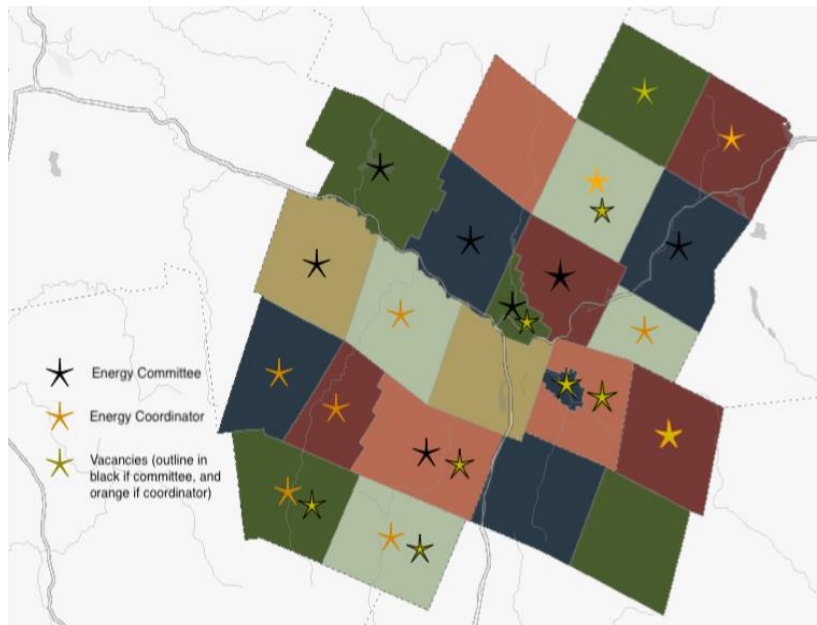 Energy Committee
Energy Coordinator
Vacancies (outline in
black if committee, and
orange if coordinator)